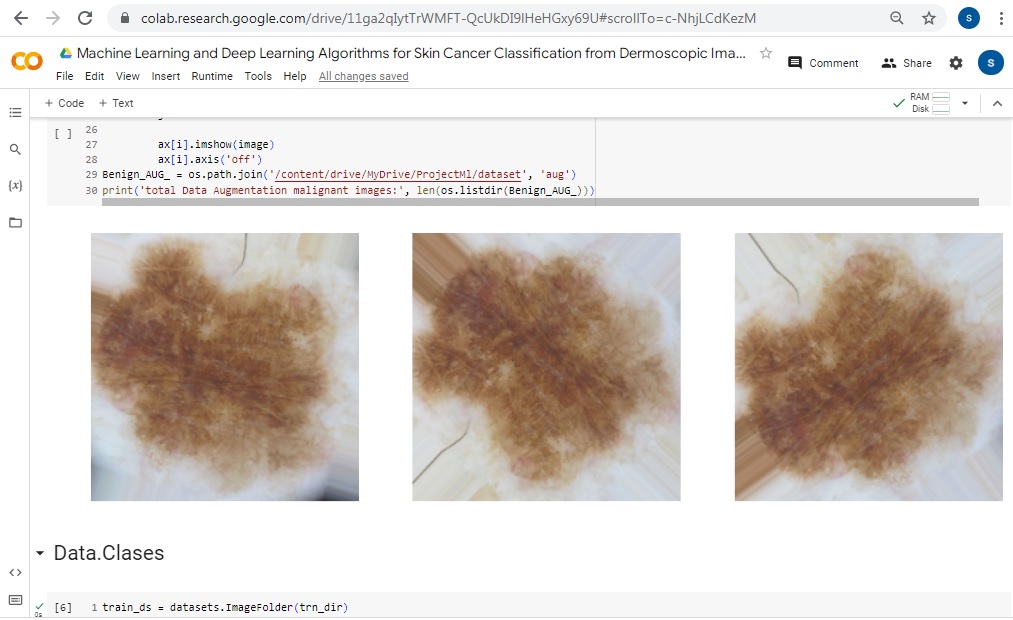 colab.research.google.com/drive/11ga2qIytTrWMFT-QcUkDI9lHeHGxy69U#scrollTo=c-NhjLCdKezM
S
CO
Machine Learning and Deep Learning Algorithms for Skin Cancer Classification from Dermoscopic Ima...
Comment
Share
S
File Edit View Insert Runtime Tools Help All changes saved
+ Code + Text
RAM
Disk
[ ]
26
27 ax[i].imshow(image)
28 ax[i].axis('off')
29 Benign_AUG_ = os.path.join('/content/drive/MyDrive/ProjectMl/dataset', 'aug')
30 print('total Data Augmentation malignant images:', len(os.listdir(Benign_AUG_)))
{x}
Data.Clases
<>
0s
[6] 1 train_ds = datasets.ImageFolder(trn_dir)